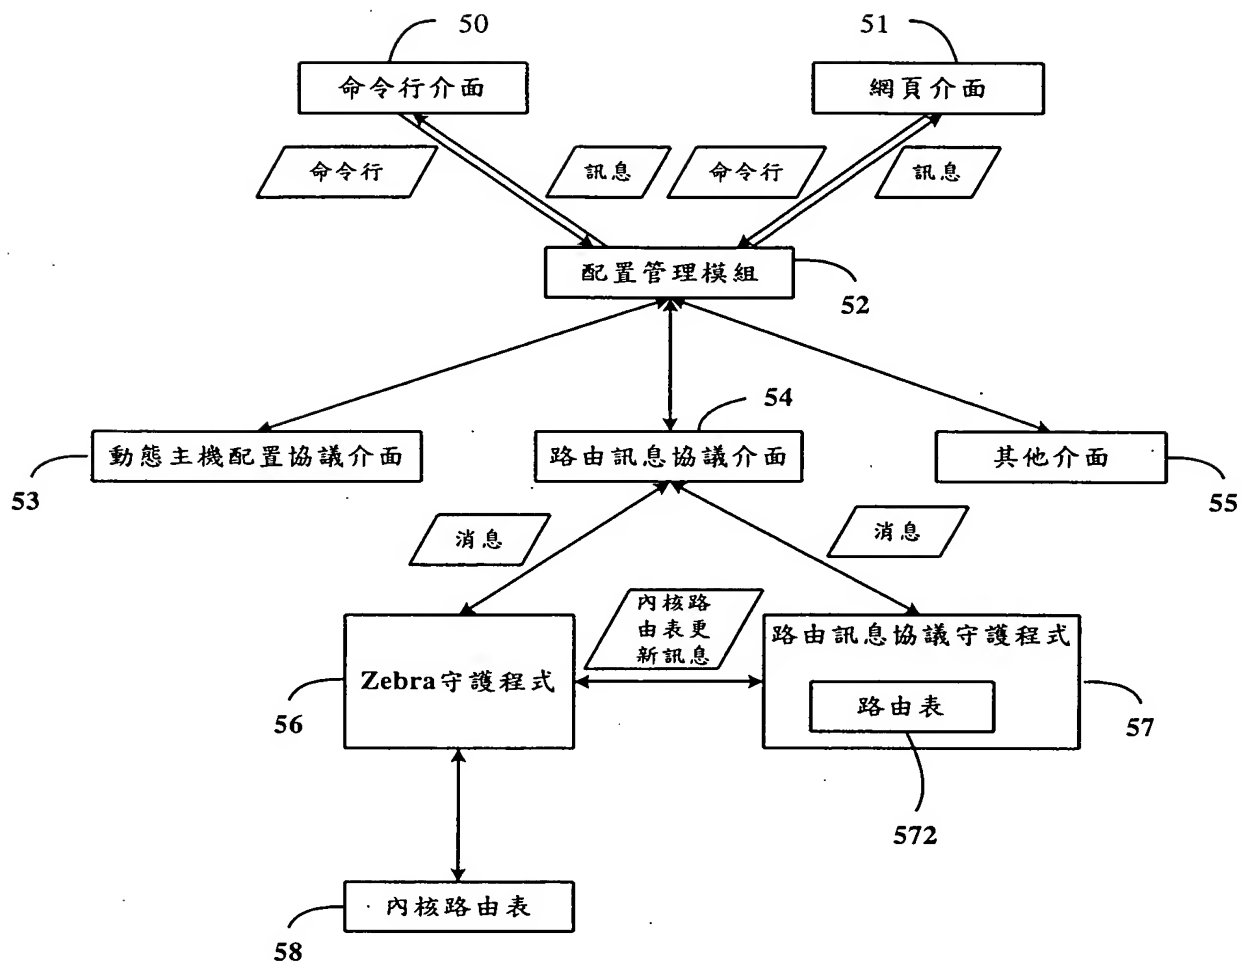 50
51
命令行介面
網頁介面
命令行
訊息
命令行
訊息
配置管理模組
52
54
動態主機配置協議介面
路由訊息協議介面
其他介面
53
55
消息
消息
內核路
由表更
新訊息
路由訊息協議守護程式
Zebra守護程式
路由表
56
57
572
內核路由表
58